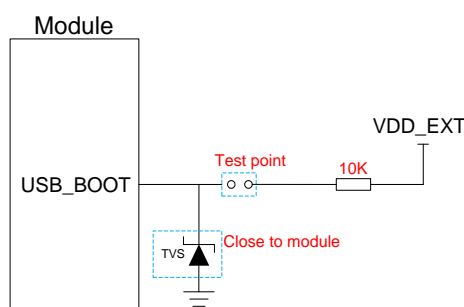 Module
VDD_EXT
Test point
10K
USB_BOOT
Close to module
TVS